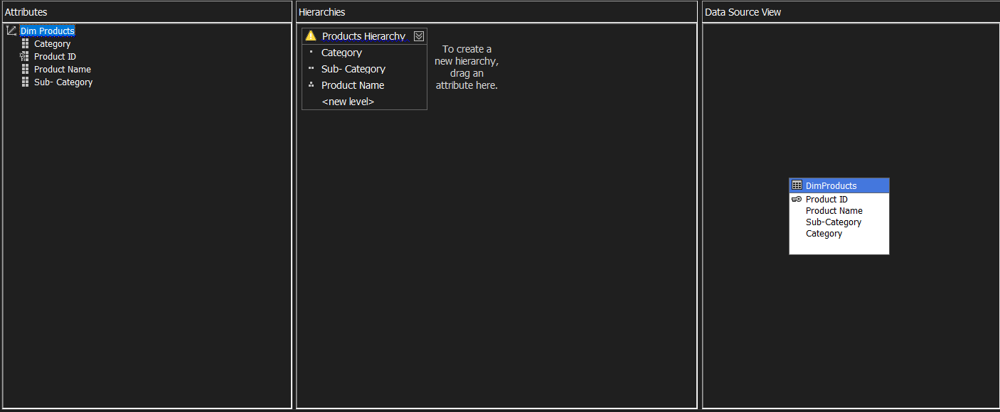 Attributes
Dim Products
Category
Product ID
Product Name
Sub- Category
Hierarchies
Products Hierarchy
Category
Sub- Category
Product Name
<new level>
To create a
new hierarchy,
drag an
attribute here.
Data Source View
DimProducts
Product ID
Product Name
Sub-Category
Category